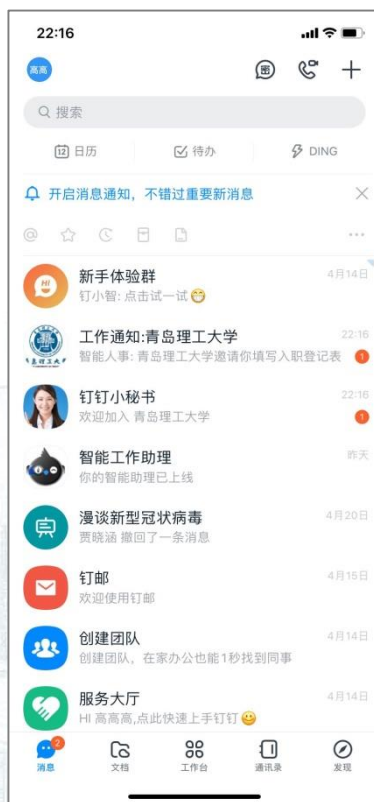 22:16
高高
搜索
12 日历 待办 DING
开启消息通知，不错过重要新消息
新手体验群 4月14日
HI
钉小智: 点击试一试
工作通知:青岛理工大学 22:16
智能人事: 青岛理工大学邀请你填写入职登记表 1
钉钉小秘书 22:16
欢迎加入 青岛理工大学 1
智能工作助理 昨天
你的智能助理已上线
漫谈新型冠状病毒 4月20日
贾晓涵 撤回了一条消息
钉邮 4月15日
欢迎使用钉邮
创建团队 4月14日
创建团队，在家办公也能1秒找到同事
服务大厅 4月14日
HI 高高高,点此快速上手钉钉
2
消息 文档 工作台 通讯录 发现